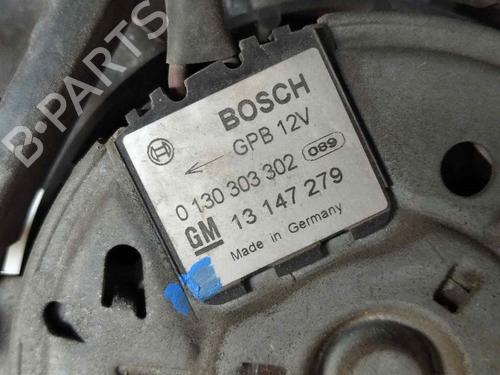 BOSCH
GPB 12V
0 130 303 302 089
GM 13 147 279
Made in Germany
B-PARTS